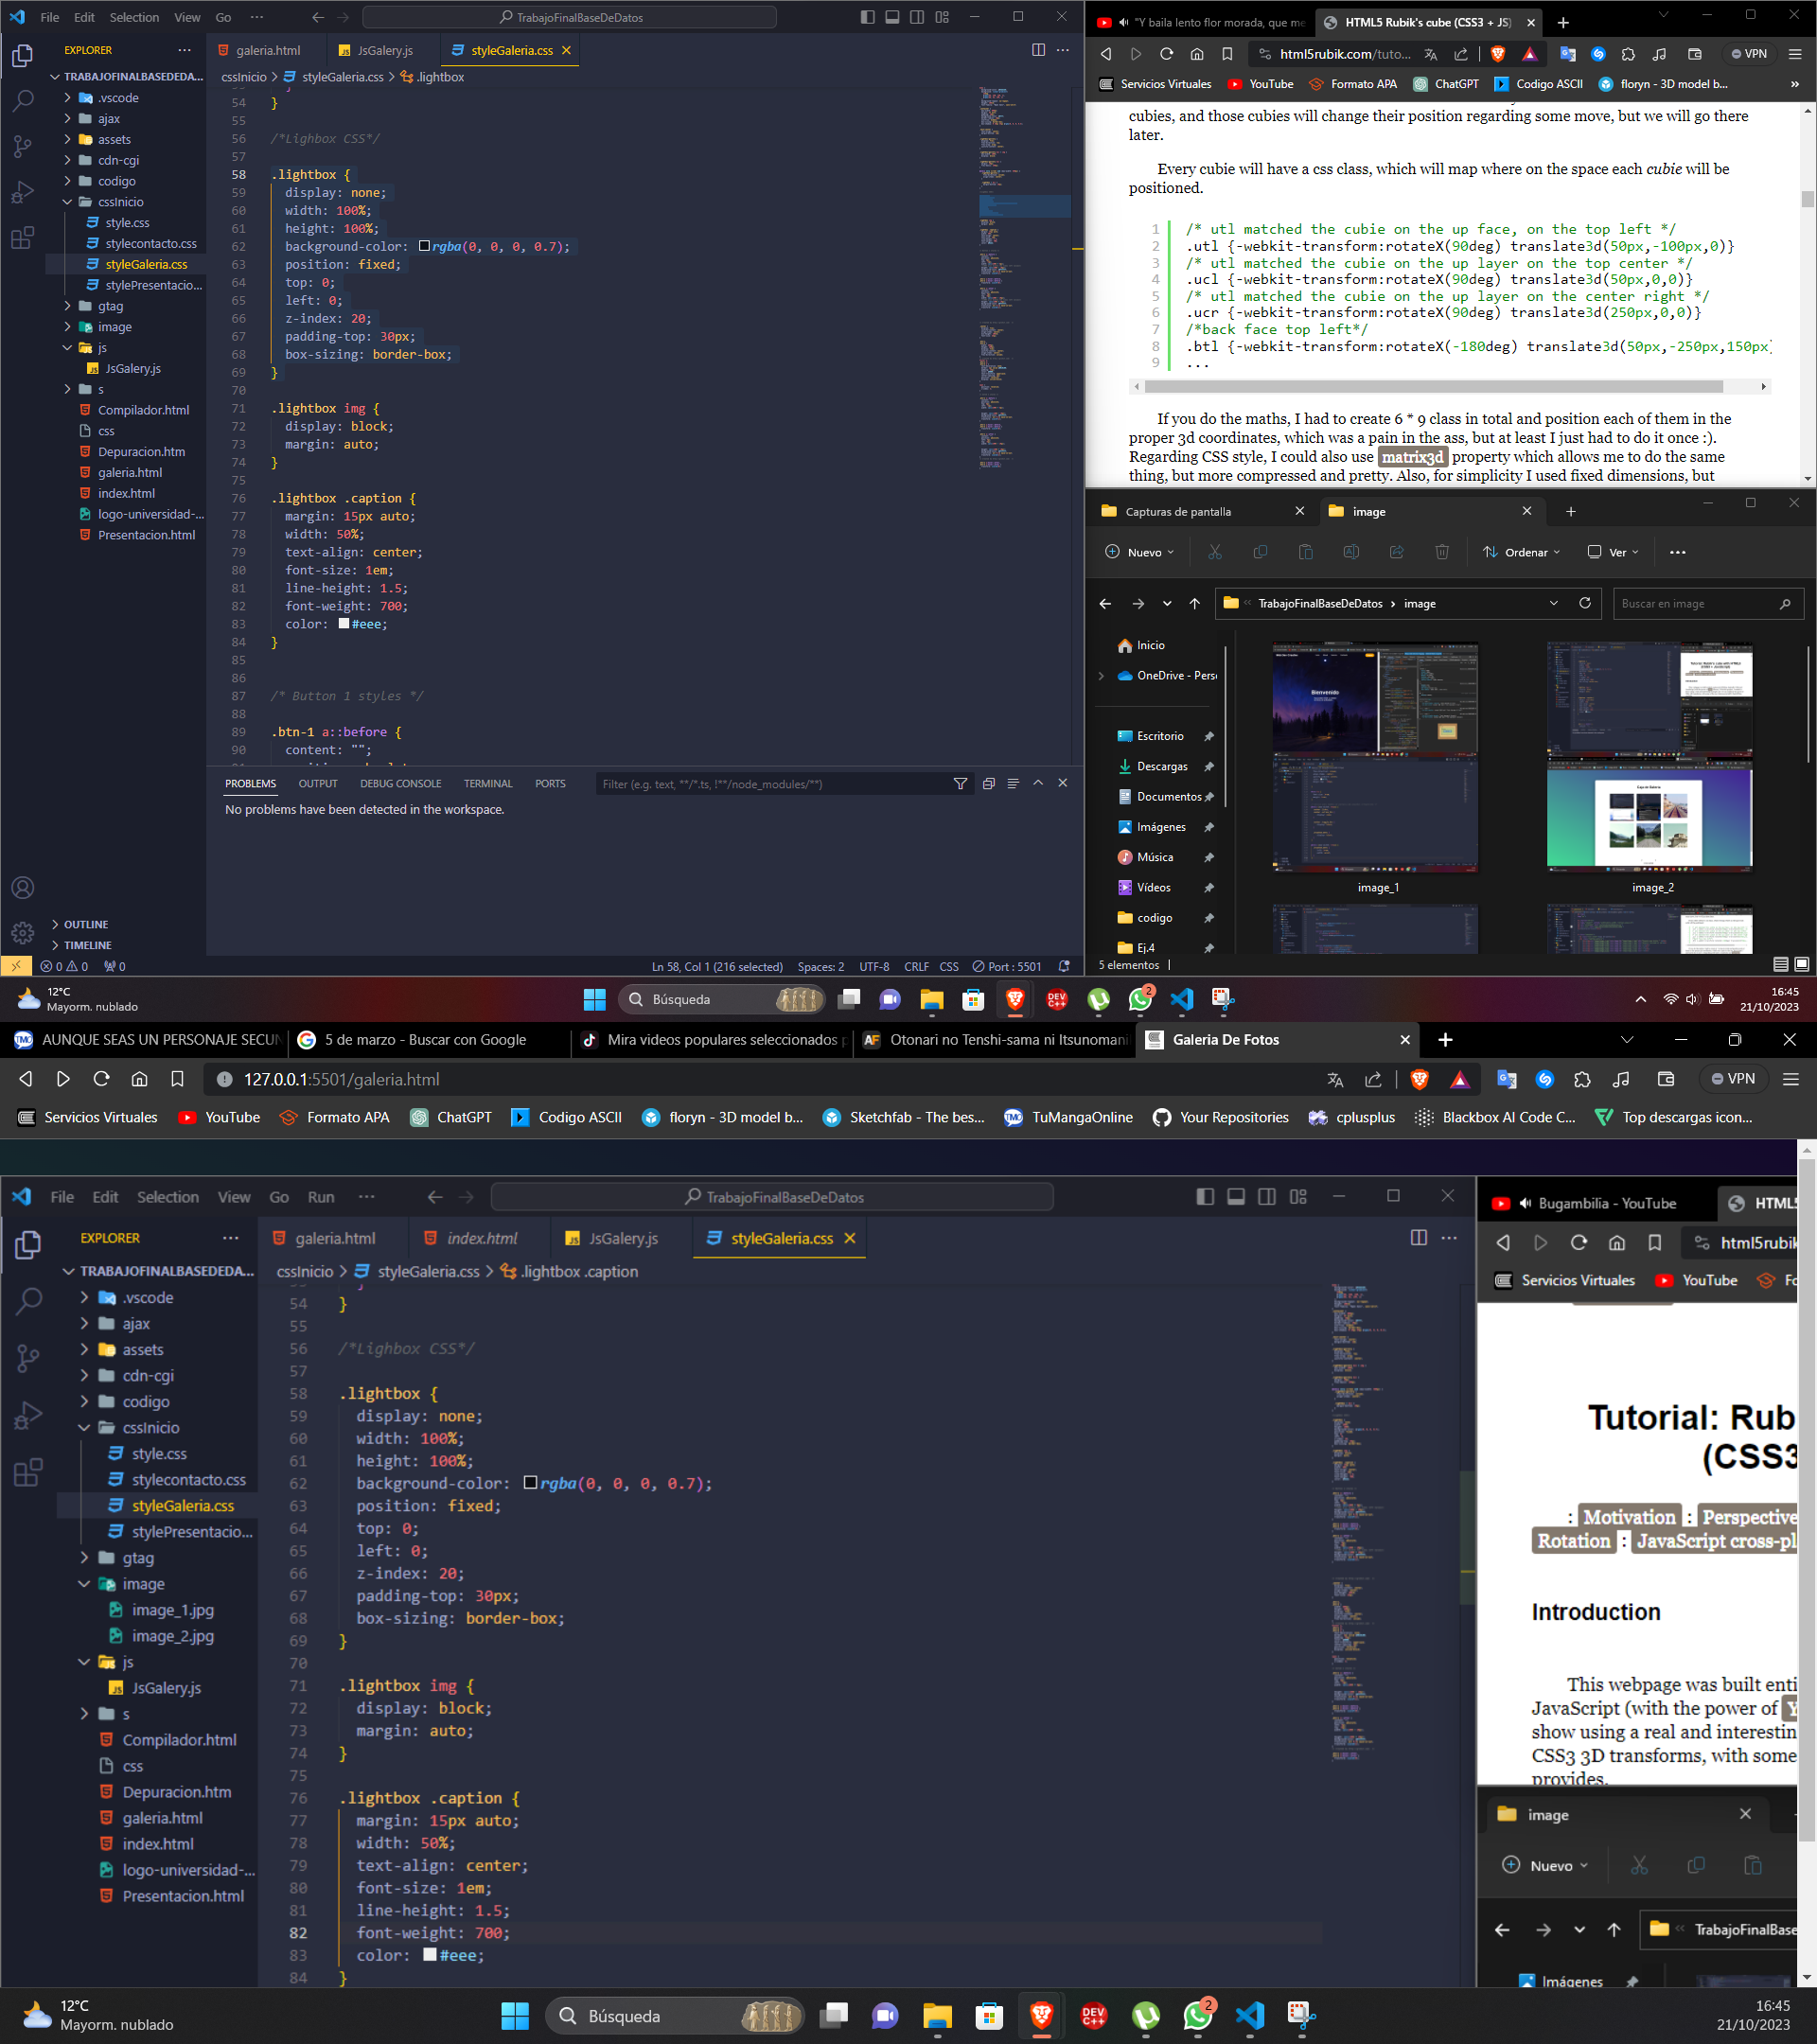 File Edit Selection View Go ··· TrabajoFinalBaseDeDatos
EXPLORER ···
galeria.html JsGalery.js styleGaleria.css
TRABAJOFINALBASEDEDA...
cssInicio > styleGaleria.css > .lightbox
.vscode
ajax
assets
cdn-cgi
codigo
cssInicio
style.css
stylecontacto.css
styleGaleria.css
stylePresentacio...
gtag
image
js
JsGalery.js
s
Compilador.html
css
Depuracion.htm
galeria.html
index.html
logo-universidad-...
Presentacion.html
OUTLINE
TIMELINE
54 }
55
56 /*Lighbox CSS*/
57
58 .lightbox {
59 display: none;
60 width: 100%;
61 height: 100%;
62 background-color: rgba(0, 0, 0, 0.7);
63 position: fixed;
64 top: 0;
65 left: 0;
66 z-index: 20;
67 padding-top: 30px;
68 box-sizing: border-box;
69 }
70
71 .lightbox img {
72 display: block;
73 margin: auto;
74 }
75
76 .lightbox .caption {
77 margin: 15px auto;
78 width: 50%;
79 text-align: center;
80 font-size: 1em;
81 line-height: 1.5;
82 font-weight: 700;
83 color: #eee;
84 }
85
86
87 /* Button 1 styles */
88
89 .btn-1 a::before {
90 content: "";
PROBLEMS OUTPUT DEBUG CONSOLE TERMINAL PORTS Filter (e.g. text, **/*.ts, !**/node_modules/**)
No problems have been detected in the workspace.
0 0 0 Ln 58, Col 1 (216 selected) Spaces: 2 UTF-8 CRLF CSS Port : 5501
"Y baila lento flor morada, que me HTML5 Rubik's cube (CSS3 + JS)
html5rubik.com/tuto... VPN
Servicios Virtuales YouTube Formato APA ChatGPT Codigo ASCII floryn - 3D model b... »
cubies, and those cubies will change their position regarding some move, but we will go there
later.
Every cubie will have a css class, which will map where on the space each cubie will be
positioned.
1 /* utl matched the cubie on the up face, on the top left */
2 .utl {-webkit-transform:rotateX(90deg) translate3d(50px,-100px,0)}
3 /* utl matched the cubie on the up layer on the top center */
4 .ucl {-webkit-transform:rotateX(90deg) translate3d(50px,0,0)}
5 /* utl matched the cubie on the up layer on the center right */
6 .ucr {-webkit-transform:rotateX(90deg) translate3d(250px,0,0)}
7 /*back face top left*/
8 .btl {-webkit-transform:rotateX(-180deg) translate3d(50px,-250px,150px)
9 ...
If you do the maths, I had to create 6 * 9 class in total and position each of them in the
proper 3d coordinates, which was a pain in the ass, but at least I just had to do it once :).
Regarding CSS style, I could also use matrix3d property which allows me to do the same
thing, but more compressed and pretty. Also, for simplicity I used fixed dimensions, but
Capturas de pantalla image
Nuevo Ordenar Ver ···
« TrabajoFinalBaseDeDatos > image Buscar en image
Inicio
OneDrive - Pers
Escritorio
Descargas
Documentos
Imágenes
Música
Vídeos
codigo
Ej.4
Bienvenido
image_1
image_2
5 elementos
12°C
Mayorm. nublado
Búsqueda
DEV C++
2
16:45
21/10/2023
AUNQUE SEAS UN PERSONAJE SECUN 5 de marzo - Buscar con Google Mira videos populares seleccionados p Otonari no Tenshi-sama ni Itsunomani Galeria De Fotos
127.0.0.1:5501/galeria.html VPN
Servicios Virtuales YouTube Formato APA ChatGPT Codigo ASCII floryn - 3D model b... Sketchfab - The bes... TuMangaOnline Your Repositories cplusplus Blackbox AI Code C... Top descargas icon...
File Edit Selection View Go Run ··· TrabajoFinalBaseDeDatos
EXPLORER ···
galeria.html index.html JsGalery.js styleGaleria.css
TRABAJOFINALBASEDEDA...
cssInicio > styleGaleria.css > .lightbox .caption
.vscode
ajax
assets
cdn-cgi
codigo
cssInicio
style.css
stylecontacto.css
styleGaleria.css
stylePresentacio...
gtag
image
image_1.jpg
image_2.jpg
js
JsGalery.js
s
Compilador.html
css
Depuracion.htm
galeria.html
index.html
logo-universidad-...
Presentacion.html
54 }
55
56 /*Lighbox CSS*/
57
58 .lightbox {
59 display: none;
60 width: 100%;
61 height: 100%;
62 background-color: rgba(0, 0, 0, 0.7);
63 position: fixed;
64 top: 0;
65 left: 0;
66 z-index: 20;
67 padding-top: 30px;
68 box-sizing: border-box;
69 }
70
71 .lightbox img {
72 display: block;
73 margin: auto;
74 }
75
76 .lightbox .caption {
77 margin: 15px auto;
78 width: 50%;
79 text-align: center;
80 font-size: 1em;
81 line-height: 1.5;
82 font-weight: 700;
83 color: #eee;
84 }
Bugambilia - YouTube HTML5
html5rubik
Servicios Virtuales YouTube Fo
Tutorial: Rub
(CSS3
: Motivation : Perspective
Rotation : JavaScript cross-pl
Introduction
This webpage was built enti
JavaScript (with the power of Y
show using a real and interestin
CSS3 3D transforms, with some
provides.
image
Nuevo
« TrabajoFinalBase
Imágenes
12°C
Mayorm. nublado
Búsqueda
DEV C++
2
16:45
21/10/2023